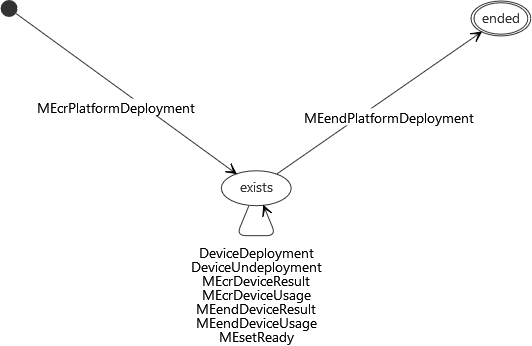 ended
MEcrPlatformDeployment
MEendPlatformDeployment
exists
DeviceDeployment
DeviceUndeployment
MEcrDeviceResult
MEcrDeviceUsage
MEendDeviceResult
MEendDeviceUsage
MEsetReady